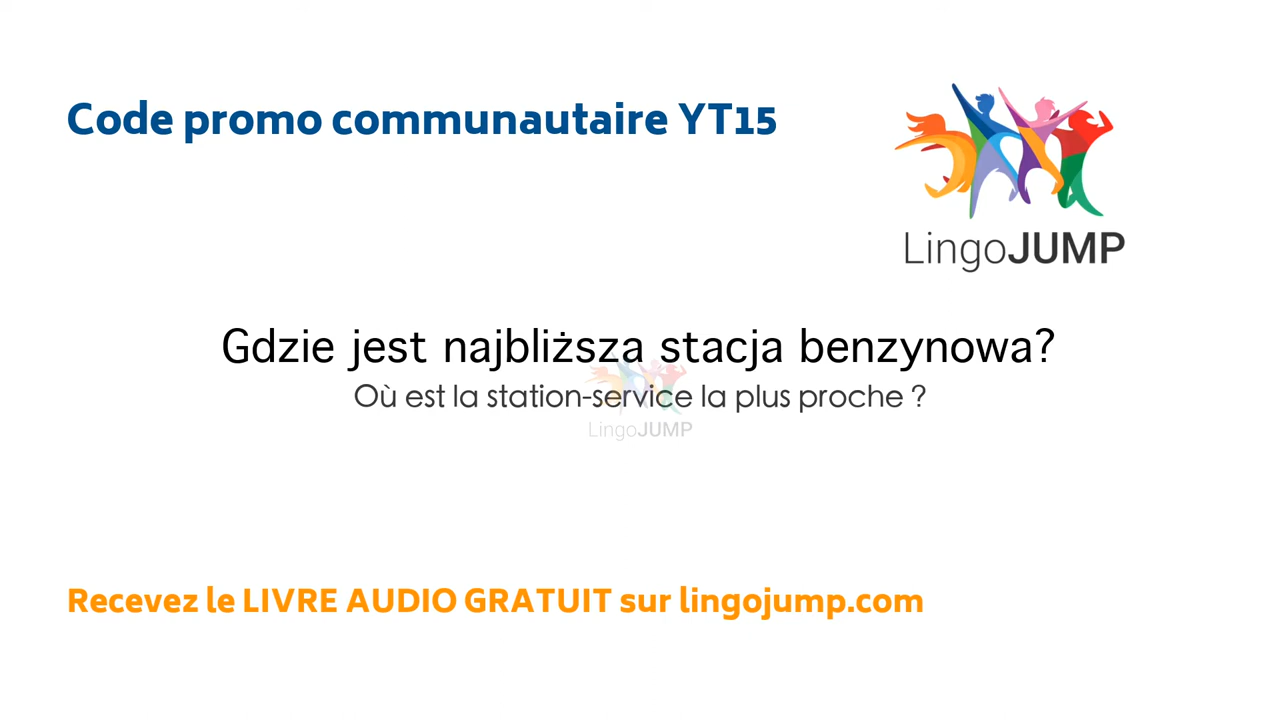 Code promo communautaire YT15
LingoJUMP
Gdzie jest najbliższa stacja benzynowa?
Où est la station-service la plus proche ?
LingoJUMP
Recevez le LIVRE AUDIO GRATUIT sur lingojump.com